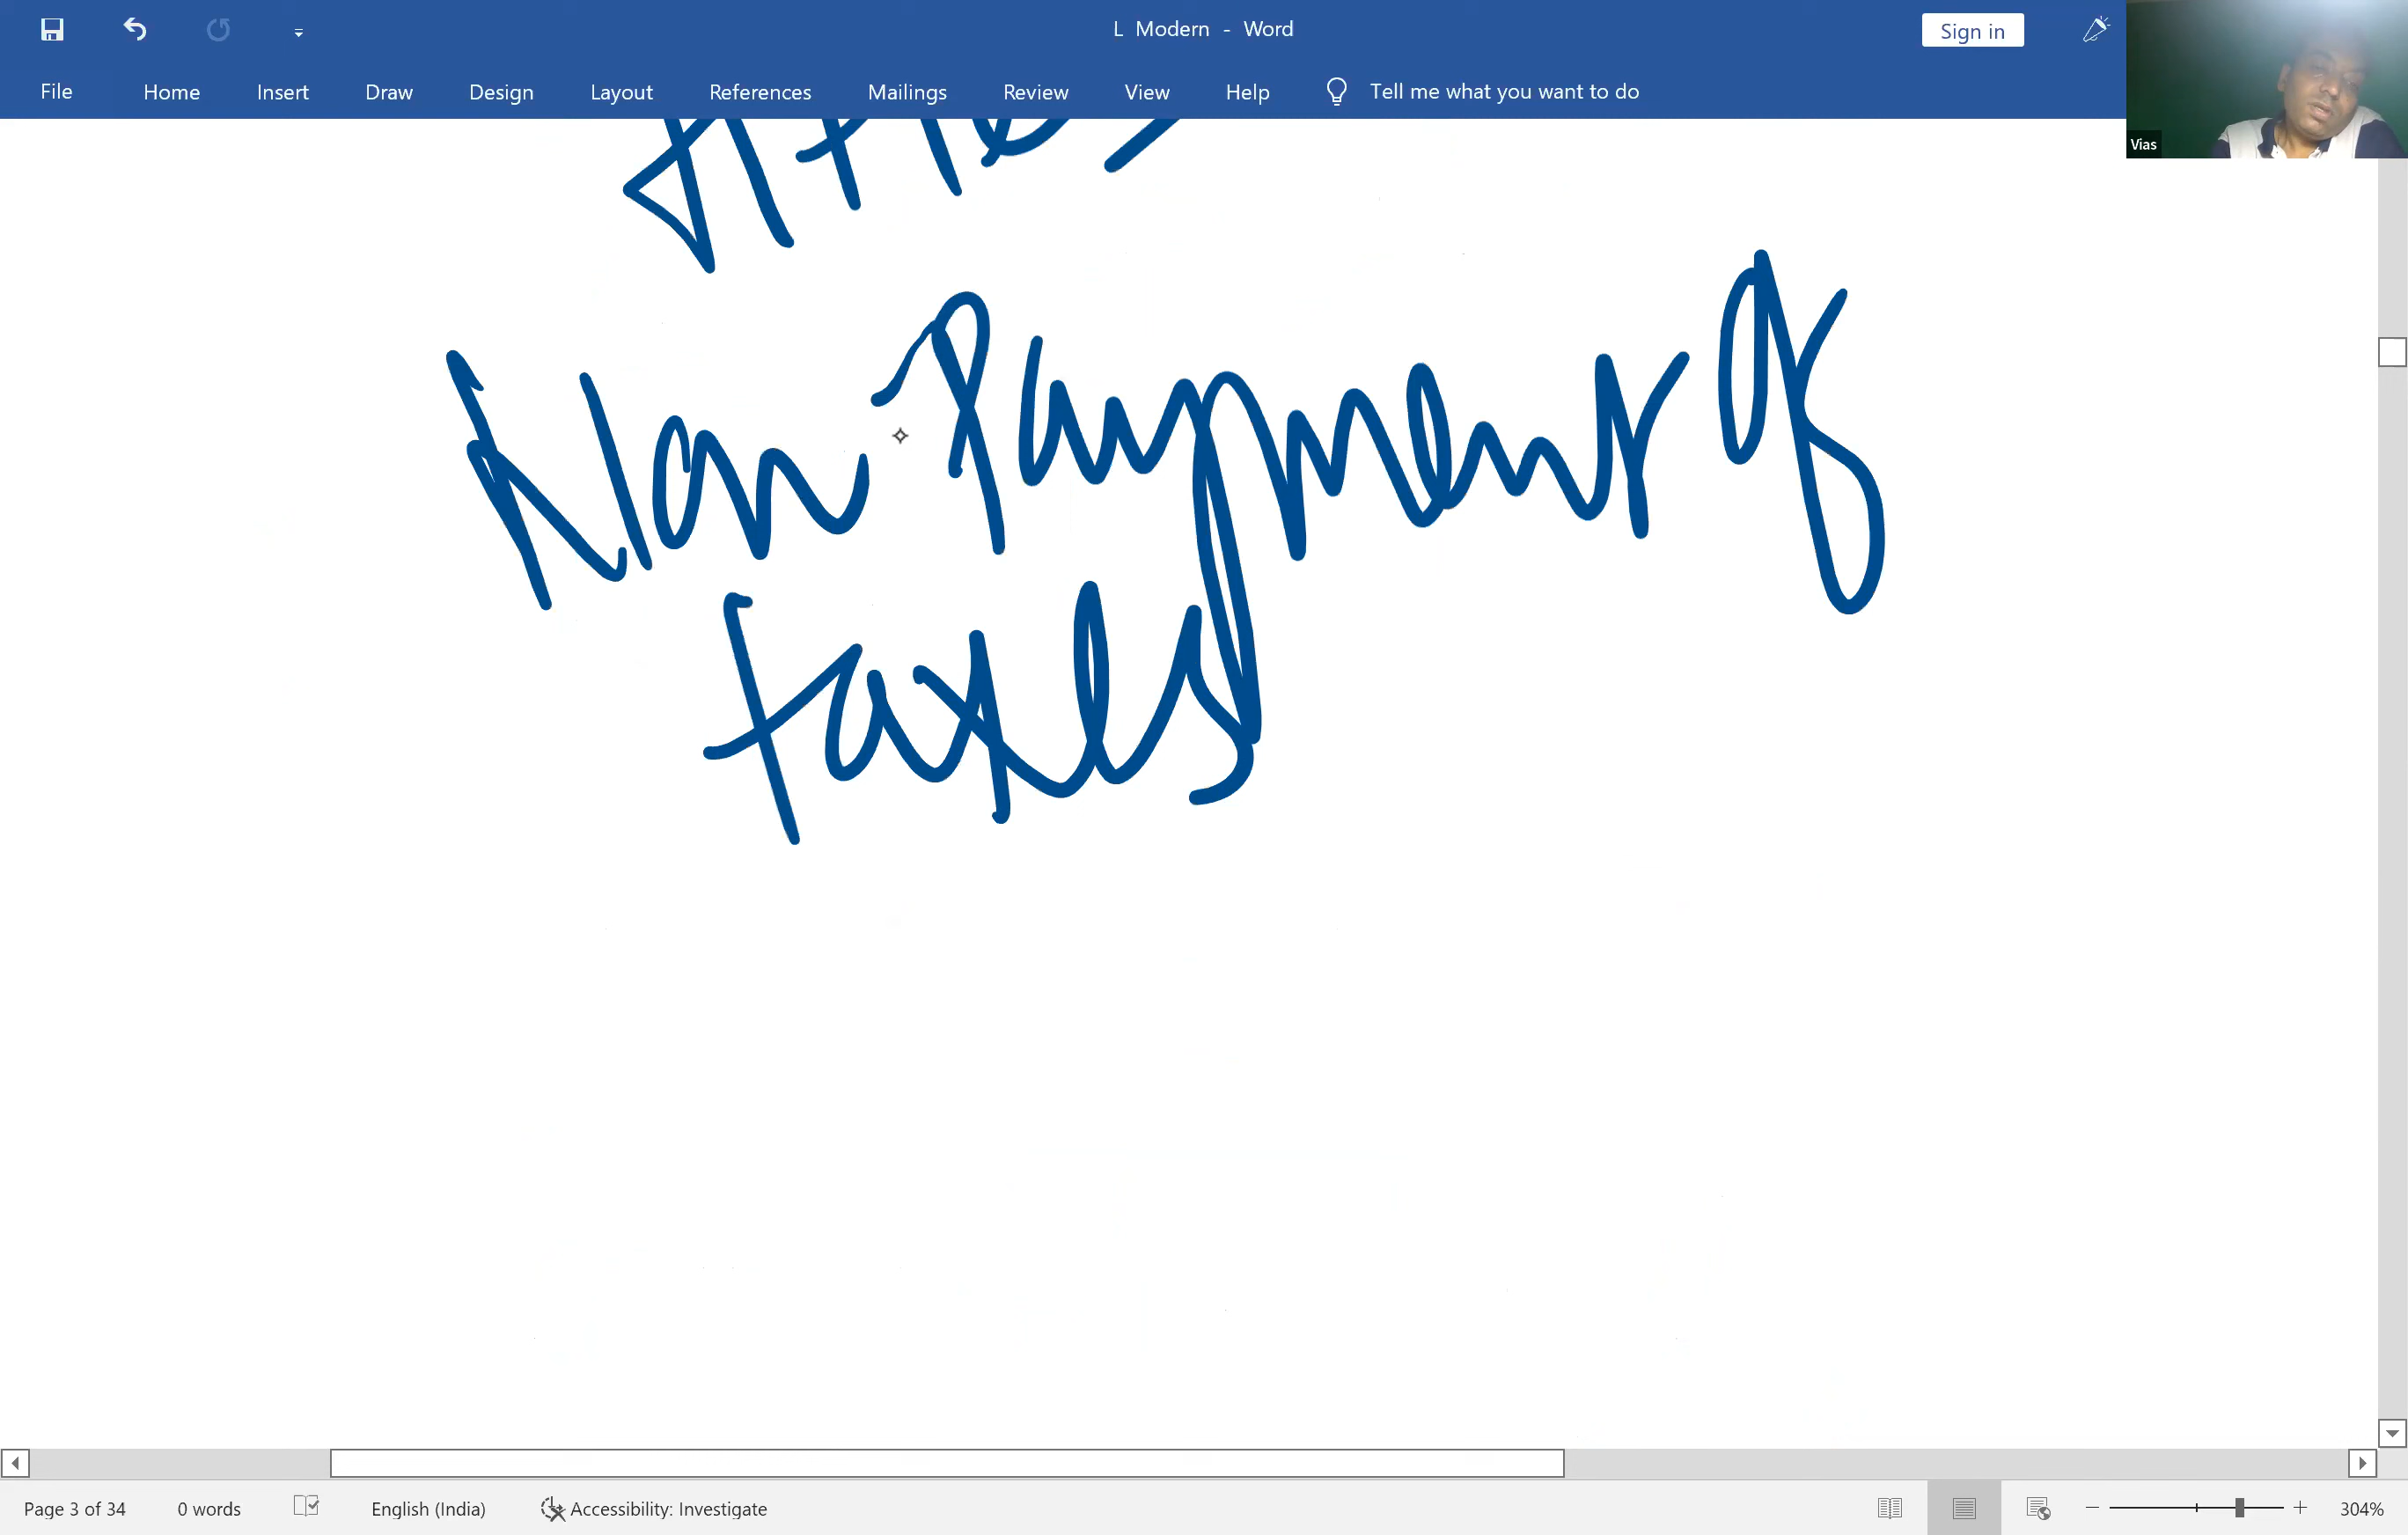 L Modern - Word
Sign in
File Home Insert Draw Design Layout References Mailings Review View Help Tell me what you want to do
Vias
Non-Payment of
taxes
Page 3 of 34 0 words English (India) Accessibility: Investigate 304%